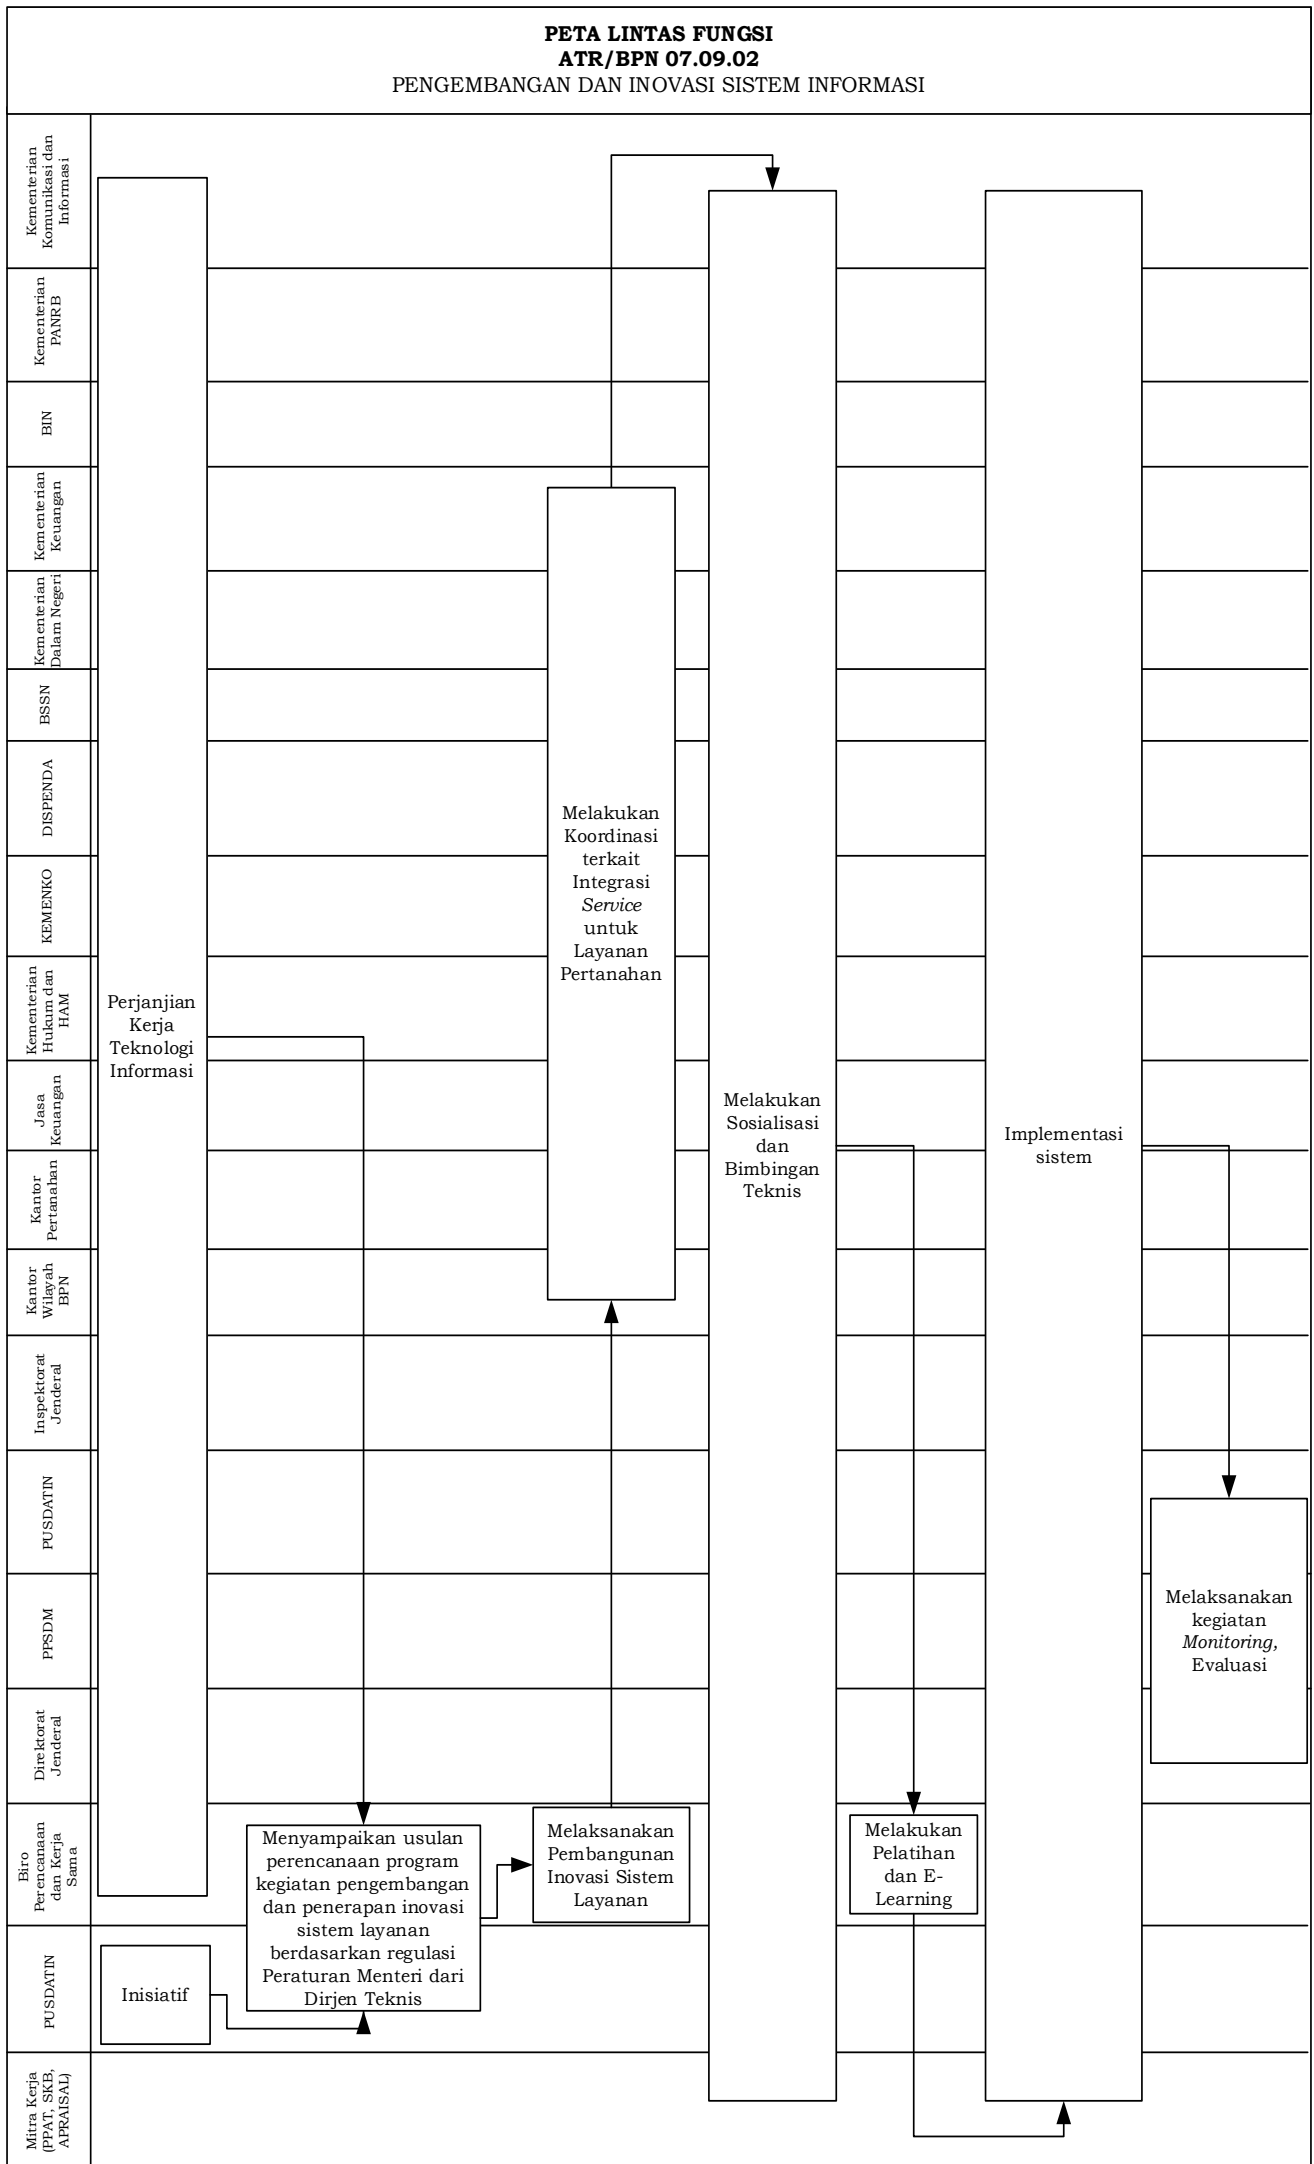 PETA LINTAS FUNGSI
ATR/BPN 07.09.02
PENGEMBANGAN DAN INOVASI SISTEM INFORMASI
Kementerian
Komunikasi dan
Informasi
Kementerian
PANRB
BIN
Kementerian
Keuangan
Kementerian
Dalam Negeri
BSSN
DISPENDA
KEMENKO
Kementerian
Hukum dan
HAM
Jasa
Keuangan
Kantor
Pertanahan
Kantor
Wilayah
BPN
Inspektorat
Jenderal
PUSDATIN
PPSDM
Direktorat
Jenderal
Biro
Perencanaan
dan Kerja
Sama
PUSDATIN
Mitra Kerja
(PPAT, SKB,
APRAISAL)
Perjanjian
Kerja
Teknologi
Informasi
Inisiatif
Menyampaikan usulan
perencanaan program
kegiatan pengembangan
dan penerapan inovasi
sistem layanan
berdasarkan regulasi
Peraturan Menteri dari
Dirjen Teknis
Melaksanakan
Pembangunan
Inovasi Sistem
Layanan
Melakukan
Koordinasi
terkait
Integrasi
Service
untuk
Layanan
Pertanahan
Melakukan
Sosialisasi
dan
Bimbingan
Teknis
Melakukan
Pelatihan
dan E-
Learning
Implementasi
sistem
Melaksanakan
kegiatan
Monitoring,
Evaluasi